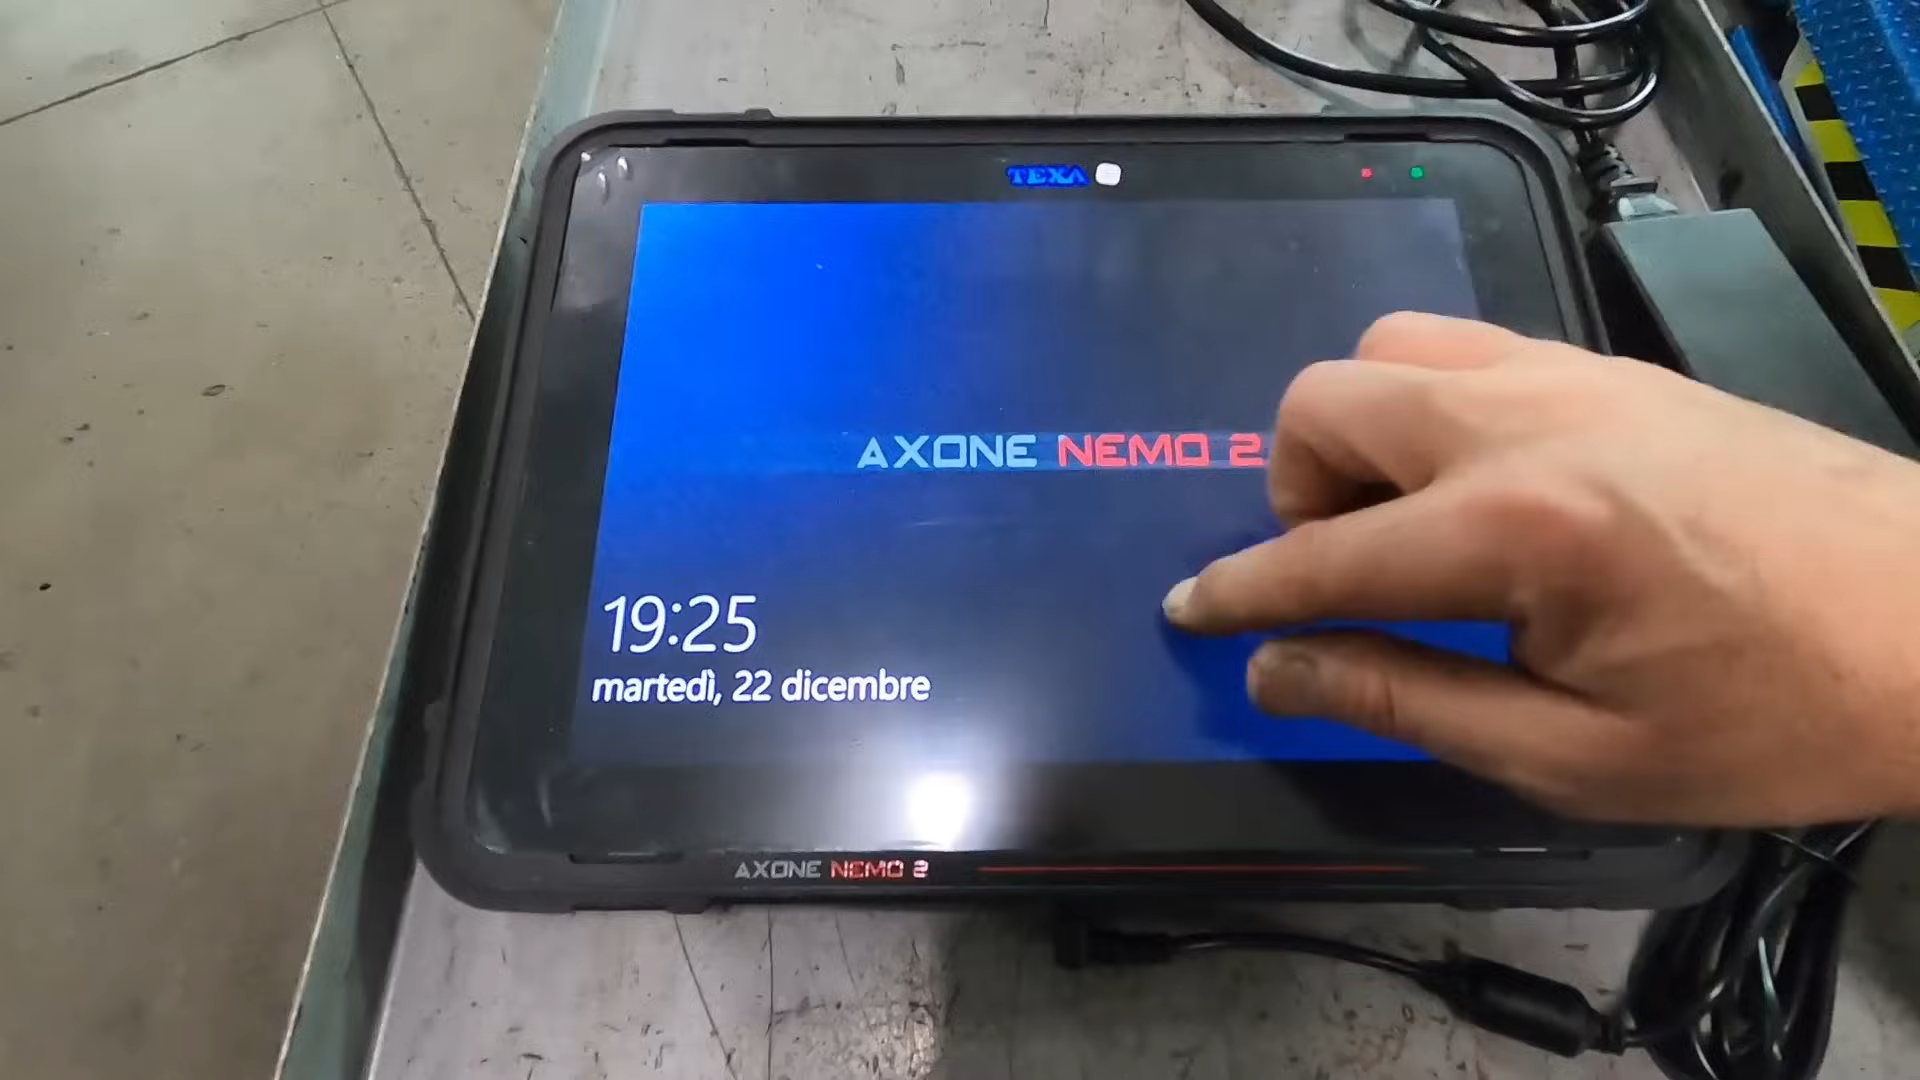 TEXA
AXONE NEMO 2
19:25
martedì, 22 dicembre
AXONE NEMO 2